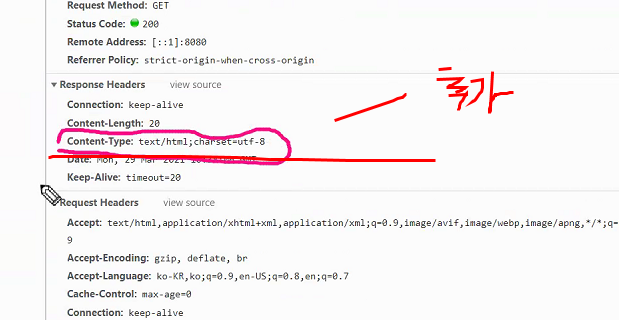 Request Method: GET
Status Code: 200
Remote Address: [::1]:8080
Referrer Policy: strict-origin-when-cross-origin
Response Headers view source
추가
Connection: keep-alive
Content-Length: 20
Content-Type: text/html;charset=utf-8
Date: Mon, 29 Mar 2021 GMT
Keep-Alive: timeout=20
Request Headers view source
Accept: text/html,application/xhtml+xml,application/xml;q=0.9,image/avif,image/webp,image/apng,*/*;q=
9
Accept-Encoding: gzip, deflate, br
Accept-Language: ko-KR,ko;q=0.9,en-US;q=0.8,en;q=0.7
Cache-Control: max-age=0
Connection: keep-alive